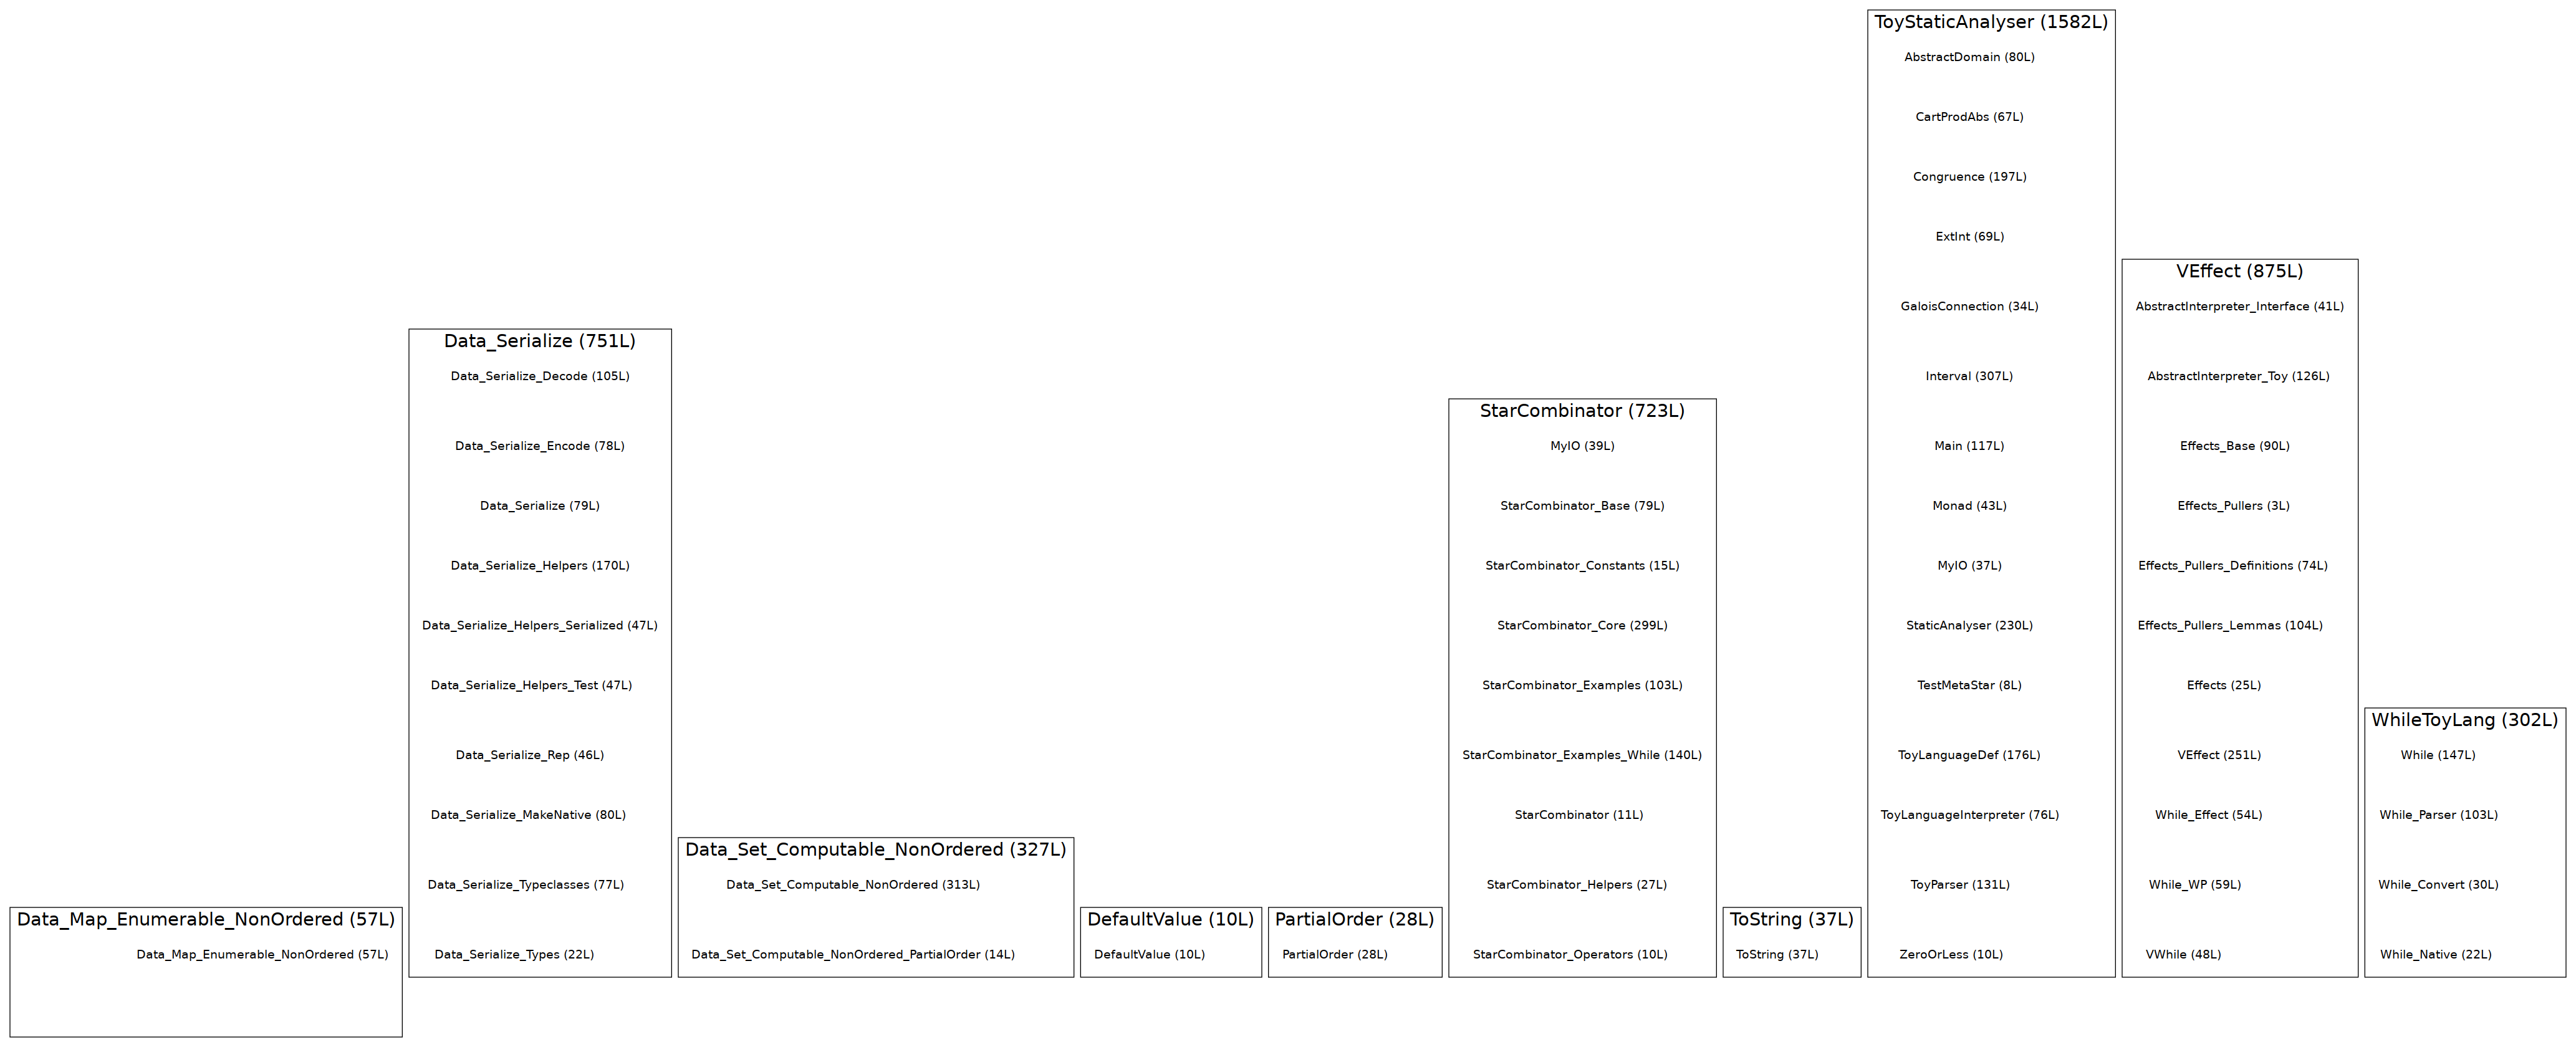 Data_Map_Enumerable_NonOrdered (57L)
Data_Map_Enumerable_NonOrdered (57L)
Data_Serialize (751L)
Data_Serialize_Decode (105L)
Data_Serialize_Encode (78L)
Data_Serialize (79L)
Data_Serialize_Helpers (170L)
Data_Serialize_Helpers_Serialized (47L)
Data_Serialize_Helpers_Test (47L)
Data_Serialize_Rep (46L)
Data_Serialize_MakeNative (80L)
Data_Serialize_Typeclasses (77L)
Data_Serialize_Types (22L)
Data_Set_Computable_NonOrdered (327L)
Data_Set_Computable_NonOrdered (313L)
Data_Set_Computable_NonOrdered_PartialOrder (14L)
DefaultValue (10L)
DefaultValue (10L)
PartialOrder (28L)
PartialOrder (28L)
StarCombinator (723L)
MyIO (39L)
StarCombinator_Base (79L)
StarCombinator_Constants (15L)
StarCombinator_Core (299L)
StarCombinator_Examples (103L)
StarCombinator_Examples_While (140L)
StarCombinator (11L)
StarCombinator_Helpers (27L)
StarCombinator_Operators (10L)
ToString (37L)
ToString (37L)
ToyStaticAnalyser (1582L)
AbstractDomain (80L)
CartProdAbs (67L)
Congruence (197L)
ExtInt (69L)
GaloisConnection (34L)
Interval (307L)
Main (117L)
Monad (43L)
MyIO (37L)
StaticAnalyser (230L)
TestMetaStar (8L)
ToyLanguageDef (176L)
ToyLanguageInterpreter (76L)
ToyParser (131L)
ZeroOrLess (10L)
VEffect (875L)
AbstractInterpreter_Interface (41L)
AbstractInterpreter_Toy (126L)
Effects_Base (90L)
Effects_Pullers (3L)
Effects_Pullers_Definitions (74L)
Effects_Pullers_Lemmas (104L)
Effects (25L)
VEffect (251L)
While_Effect (54L)
While_WP (59L)
VWhile (48L)
WhileToyLang (302L)
While (147L)
While_Parser (103L)
While_Convert (30L)
While_Native (22L)